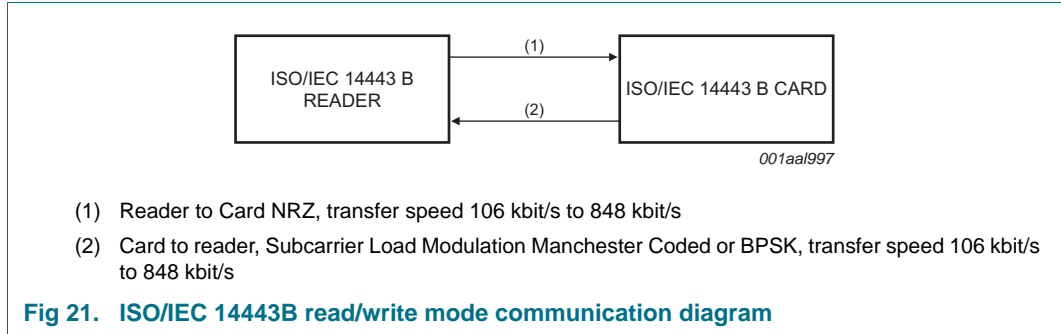 (1)
ISO/IEC 14443 B
READER
ISO/IEC 14443 B CARD
(2)
001aal997
(1) Reader to Card NRZ, transfer speed 106 kbit/s to 848 kbit/s
(2) Card to reader, Subcarrier Load Modulation Manchester Coded or BPSK, transfer speed 106 kbit/s
to 848 kbit/s
Fig 21. ISO/IEC 14443B read/write mode communication diagram